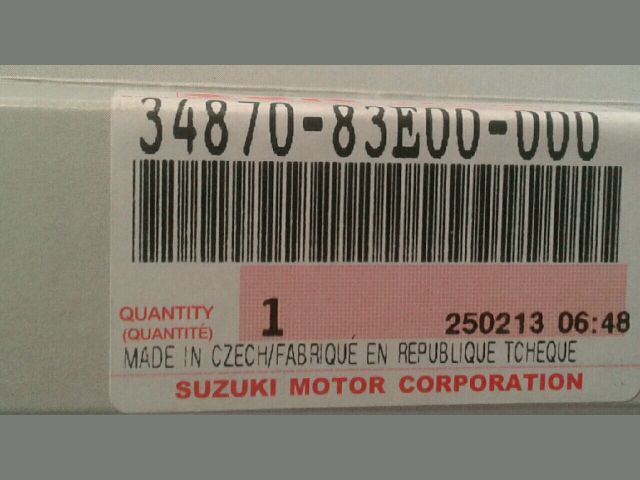 34870-83E00-000
QUANTITY 1 250213 06:48
(QUANTITÉ)
MADE IN CZECH/FABRIQUÉ EN REPUBLIQUE TCHEQUE
SUZUKI MOTOR CORPORATION